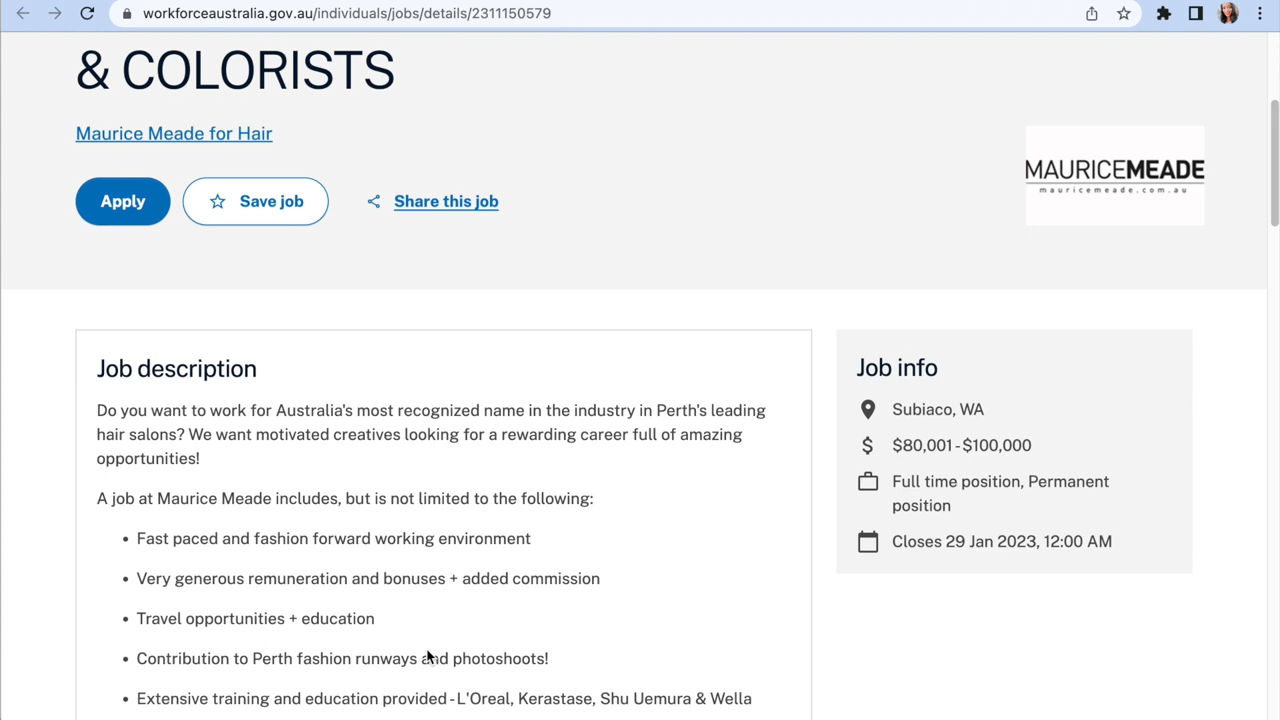 workforceaustralia.gov.au/individuals/jobs/details/2311150579
& COLORISTS
Maurice Meade for Hair
Apply
Save job
Share this job
MAURICEMEADE
mauricemeade.com.au
Job description
Do you want to work for Australia's most recognized name in the industry in Perth's leading
hair salons? We want motivated creatives looking for a rewarding career full of amazing
opportunities!
A job at Maurice Meade includes, but is not limited to the following:
• Fast paced and fashion forward working environment
• Very generous remuneration and bonuses + added commission
• Travel opportunities + education
• Contribution to Perth fashion runways and photoshoots!
• Extensive training and education provided - L'Oreal, Kerastase, Shu Uemura & Wella
Job info
Subiaco, WA
$80,001 - $100,000
Full time position, Permanent
position
Closes 29 Jan 2023, 12:00 AM